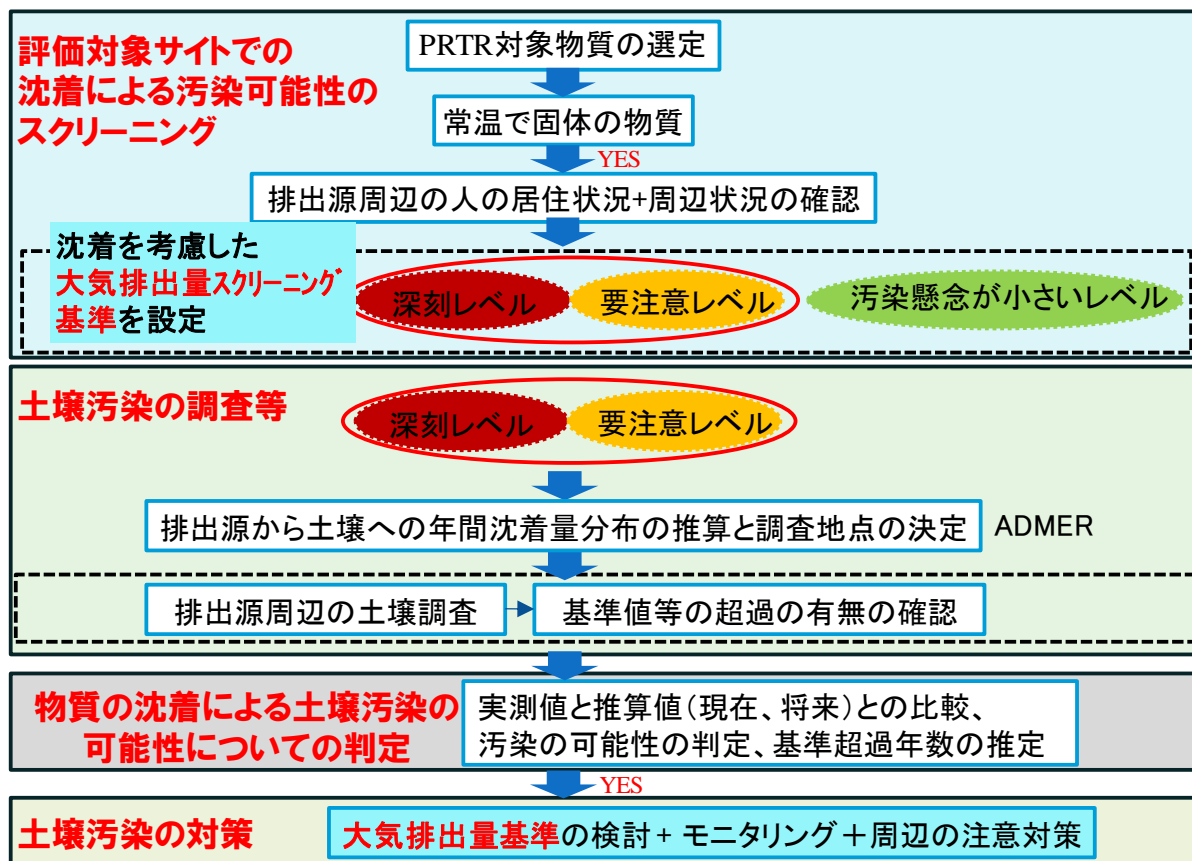 評価対象サイトでの
沈着による汚染可能性の
スクリーニング
PRTR対象物質の選定
常温で固体の物質
YES
排出源周辺の人の居住状況+周辺状況の確認
沈着を考慮した
大気排出量スクリーニング
基準を設定
深刻レベル
要注意レベル
汚染懸念が小さいレベル
土壌汚染の調査等
深刻レベル
要注意レベル
排出源から土壌への年間沈着量分布の推算と調査地点の決定
ADMER
排出源周辺の土壌調査
基準値等の超過の有無の確認
物質の沈着による土壌汚染の
可能性についての判定
実測値と推算値(現在、将来)との比較、
汚染の可能性の判定、基準超過年数の推定
YES
土壌汚染の対策
大気排出量基準の検討+ モニタリング+周辺の注意対策